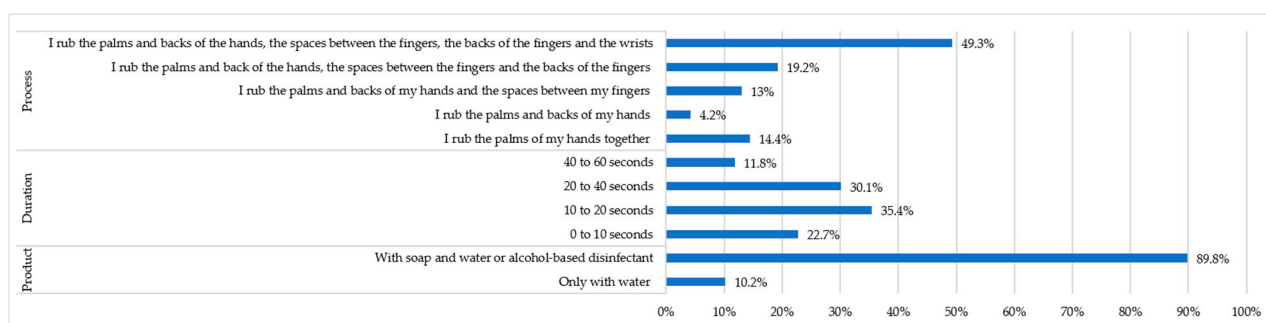 Process
I rub the palms and backs of the hands, the spaces between the fingers, the backs of the fingers and the wrists
49.3%
I rub the palms and back of the hands, the spaces between the fingers and the backs of the fingers
19.2%
I rub the palms and backs of my hands and the spaces between my fingers
13%
I rub the palms and backs of my hands
4.2%
I rub the palms of my hands together
14.4%
Duration
40 to 60 seconds
11.8%
20 to 40 seconds
30.1%
10 to 20 seconds
35.4%
0 to 10 seconds
22.7%
Product
With soap and water or alcohol-based disinfectant
89.8%
Only with water
10.2%
0% 10% 20% 30% 40% 50% 60% 70% 80% 90% 100%